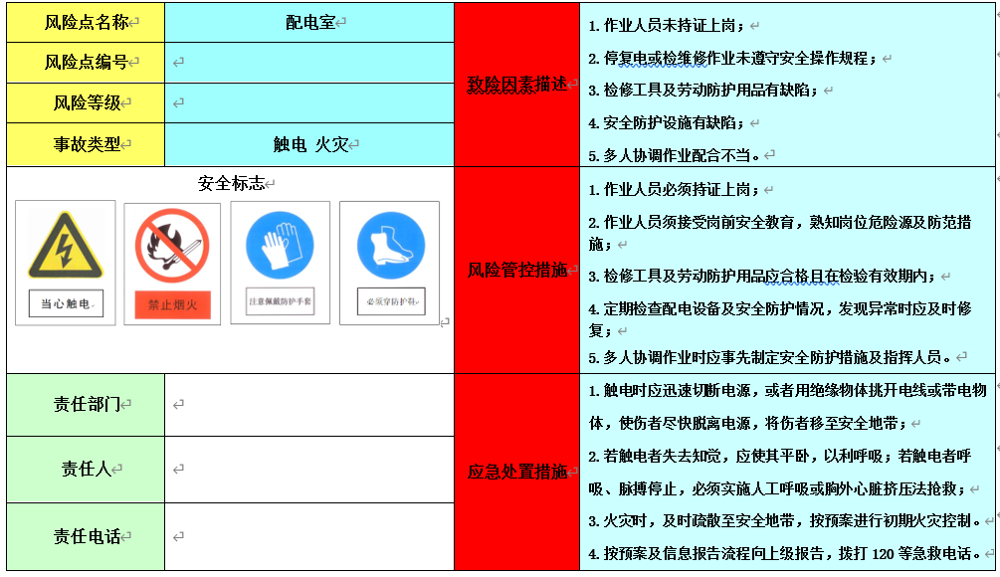 风险点名称
配电室
风险点编号
风险等级
事故类型
触电 火灾
致险因素描述
1.作业人员未持证上岗；
2.停复电或检维修作业未遵守安全操作规程；
3.检修工具及劳动防护用品有缺陷；
4.安全防护设施有缺陷；
5.多人协调作业配合不当。
安全标志
当心触电
禁止烟火
注意佩戴防护手套
必须穿防护鞋
风险管控措施
1.作业人员必须持证上岗；
2.作业人员须接受岗前安全教育，熟知岗位危险源及防范措
施；
3.检修工具及劳动防护用品应合格且在检验有效期内；
4.定期检查配电设备及安全防护情况，发现异常时应及时修
复；
5.多人协调作业时应事先制定安全防护措施及指挥人员。
责任部门
责任人
责任电话
应急处置措施
1.触电时应迅速切断电源，或者用绝缘物体挑开电线或带电物
体，使伤者尽快脱离电源，将伤者移至安全地带；
2.若触电者失去知觉，应使其平卧，以利呼吸；若触电者呼
吸、脉搏停止，必须实施人工呼吸或胸外心脏挤压法抢救；
3.火灾时，及时疏散至安全地带，按预案进行初期火灾控制。
4.按预案及信息报告流程向上级报告，拨打 120 等急救电话。